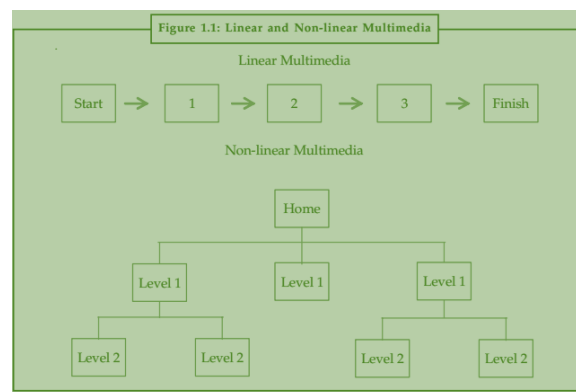 Figure 1.1: Linear and Non-linear Multimedia
Linear Multimedia
Start 1 2 3 Finish
Non-linear Multimedia
Home
Level 1 Level 1 Level 1
Level 2 Level 2 Level 2 Level 2